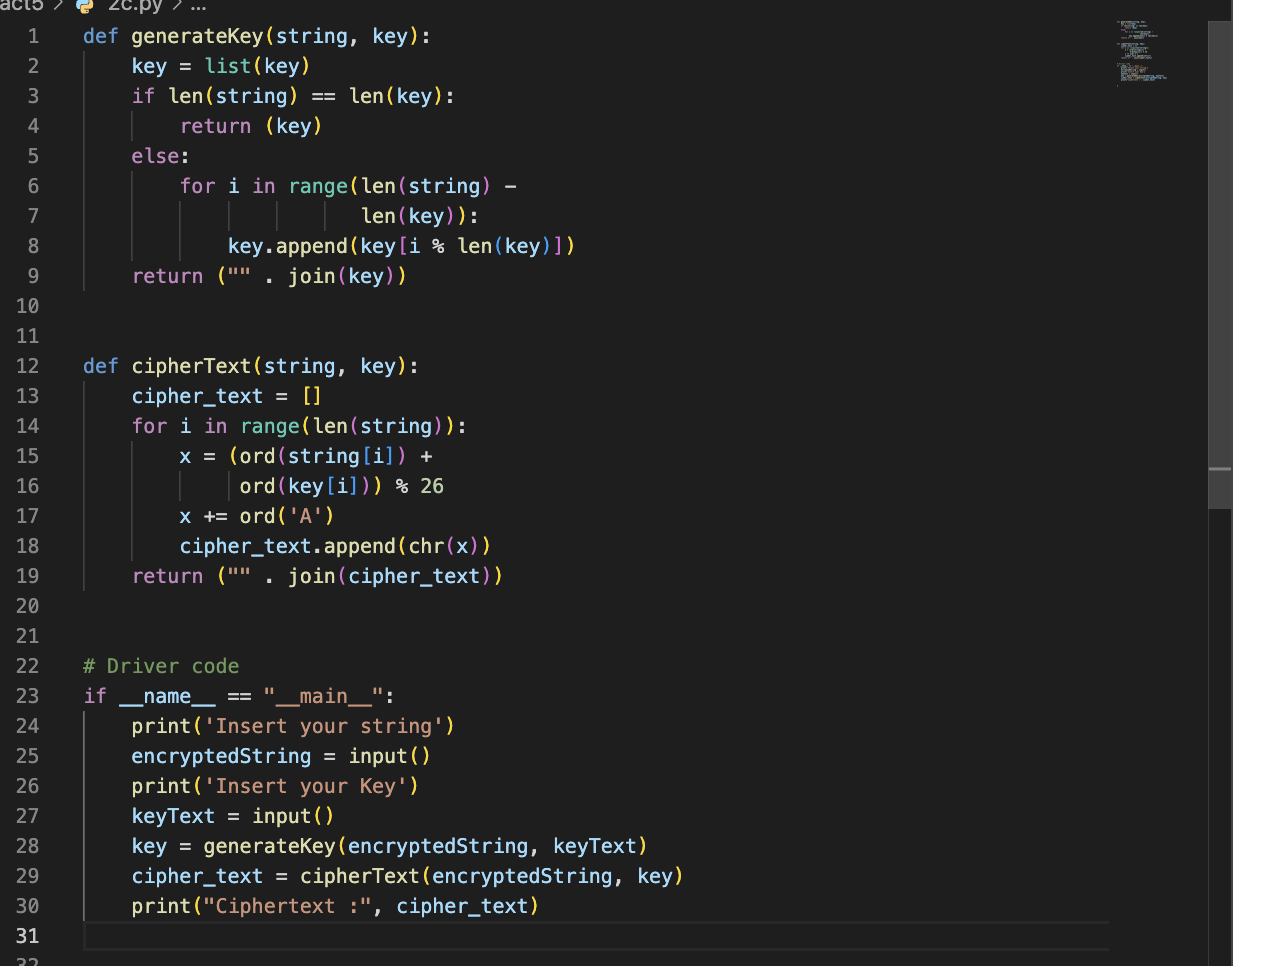 act5 > 2c.py > ...
1 def generateKey(string, key):
2     key = list(key)
3     if len(string) == len(key):
4         return (key)
5     else:
6         for i in range(len(string) -
7                        len(key)):
8             key.append(key[i % len(key)])
9     return ("" . join(key))
10
11
12 def cipherText(string, key):
13     cipher_text = []
14     for i in range(len(string)):
15         x = (ord(string[i]) +
16              ord(key[i])) % 26
17         x += ord('A')
18         cipher_text.append(chr(x))
19     return ("" . join(cipher_text))
20
21
22 # Driver code
23 if __name__ == "__main__":
24     print('Insert your string')
25     encryptedString = input()
26     print('Insert your Key')
27     keyText = input()
28     key = generateKey(encryptedString, keyText)
29     cipher_text = cipherText(encryptedString, key)
30     print("Ciphertext :", cipher_text)
31
32